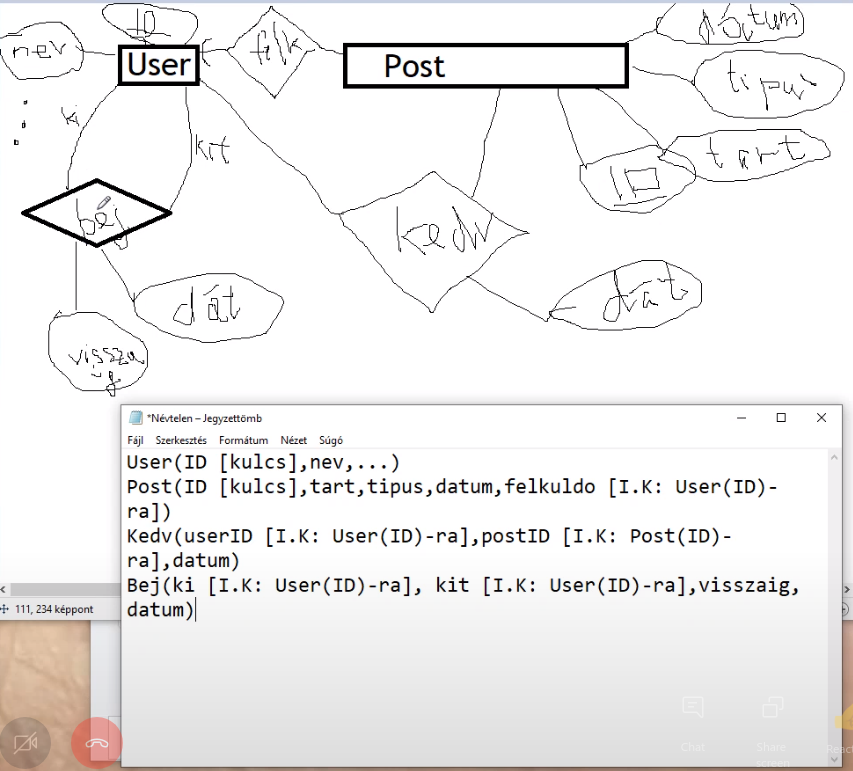 ID
dátum
nev
User
felk
Post
tipus
ki
kit
ID
tart
béj
kedv
dát
dát
vissza
ig
*Névtelen – Jegyzettömb
Fájl Szerkesztés Formátum Nézet Súgó
User(ID [kulcs],nev,...)
Post(ID [kulcs],tart,tipus,datum,felkuldo [I.K: User(ID)-
ra])
Kedv(userID [I.K: User(ID)-ra],postID [I.K: Post(ID)-
ra],datum)
Bej(ki [I.K: User(ID)-ra], kit [I.K: User(ID)-ra],visszaig,
datum)
111, 234 képpont
Chat
Share
screen
React